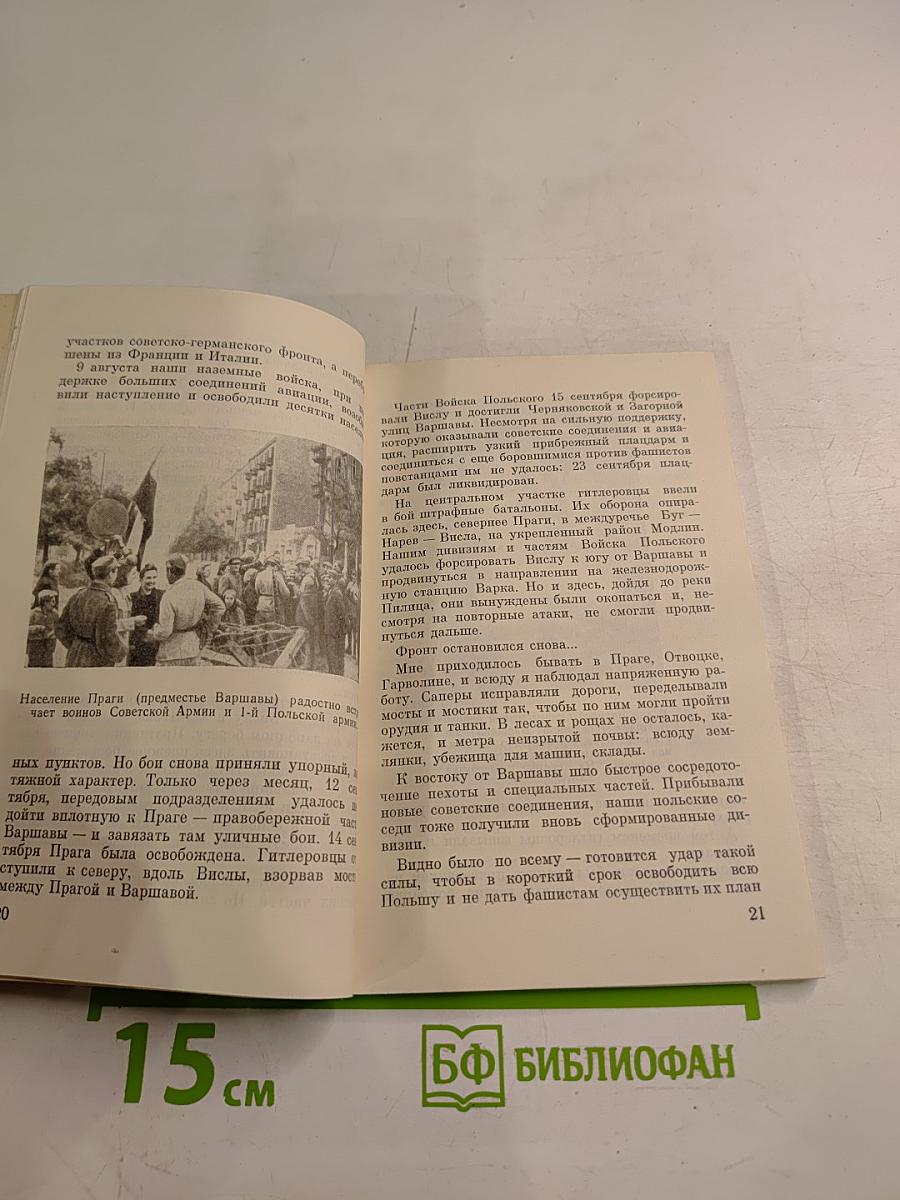 участков советско-германского фронта, а
шены из Франции и Италии.
9 августа наши наземные войска, при
держке больших соединений авиации,
вили наступление и освободили десятки
Население Праги (предместье Варшавы) радостно
чает воинов Советской Армии и 1-й Польской
ных пунктов. Но бои снова приняли упорный,
тяжной характер. Только через месяц, 12
тября, передовым подразделениям удалось
дойти вплотную к Праге — правобережной
Варшавы — и завязать там уличные бои. 14
тября Прага была освобождена. Гитлеровцы
ступили к северу, вдоль Вислы, взорвав
между Прагой и Варшавой.
Части Войска Польского 15 сентября форсиро-
вали Вислу и достигли Черняковской и Загорной
улиц Варшавы. Несмотря на сильную поддержку,
которую оказывали советские соединения и авиа-
ция, расширить узкий прибрежный плацдарм и
соединиться с еще боровшимися против фашистов
повстанцами им не удалось: 23 сентября плац-
дарм был ликвидирован.
На центральном участке гитлеровцы ввели
в бой штрафные батальоны. Их оборона опира-
лась здесь, севернее Праги, в междуречье Буг —
Нарев — Висла, на укрепленный район Модлин.
Нашим дивизиям и частям Войска Польского
удалось форсировать Вислу к югу от Варшавы и
продвинуться в направлении на железнодорож-
ную станцию Варка. Но и здесь, дойдя до реки
Пилица, они вынуждены были окопаться и, не-
смотря на повторные атаки, не смогли продви-
нуться дальше.
Фронт остановился снова...
Мне приходилось бывать в Праге, Отвоцке,
Гарволине, и всюду я наблюдал напряженную ра-
боту. Саперы исправляли дороги, переделывали
мосты и мостики так, чтобы по ним могли пройти
орудия и танки. В лесах и рощах не осталось, ка-
жется, и метра неизрытой почвы: всюду зем-
лянки, убежища для машин, склады.
К востоку от Варшавы шло быстрое сосредото-
чение пехоты и специальных частей. Прибывали
новые советские соединения, наши польские со-
седи тоже получили вновь сформированные ди-
визии.
Видно было по всему — готовится удар такой
силы, чтобы в короткий срок освободить всю
Польшу и не дать фашистам осуществить их план
21
15 см
БФ БИБЛИОФАН